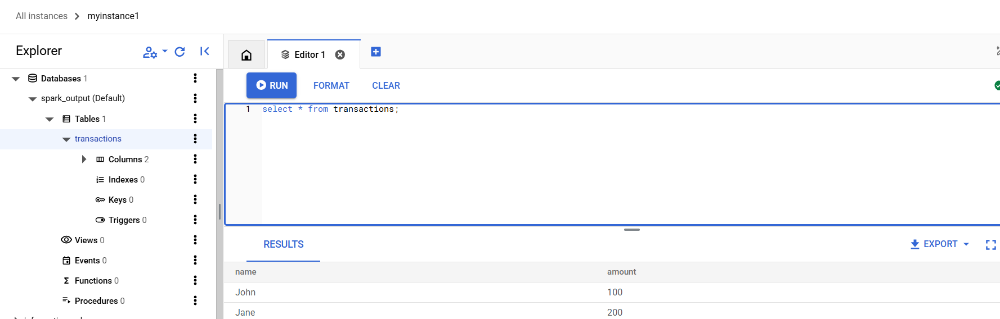 All instances myinstance1
Explorer
Editor 1
Databases 1
RUN FORMAT CLEAR
spark_output (Default)
1 select * from transactions;
Tables 1
transactions
Columns 2
Indexes 0
Keys 0
Triggers 0
Views 0
RESULTS EXPORT
Events 0
name amount
Functions 0
John 100
Procedures 0
Jane 200